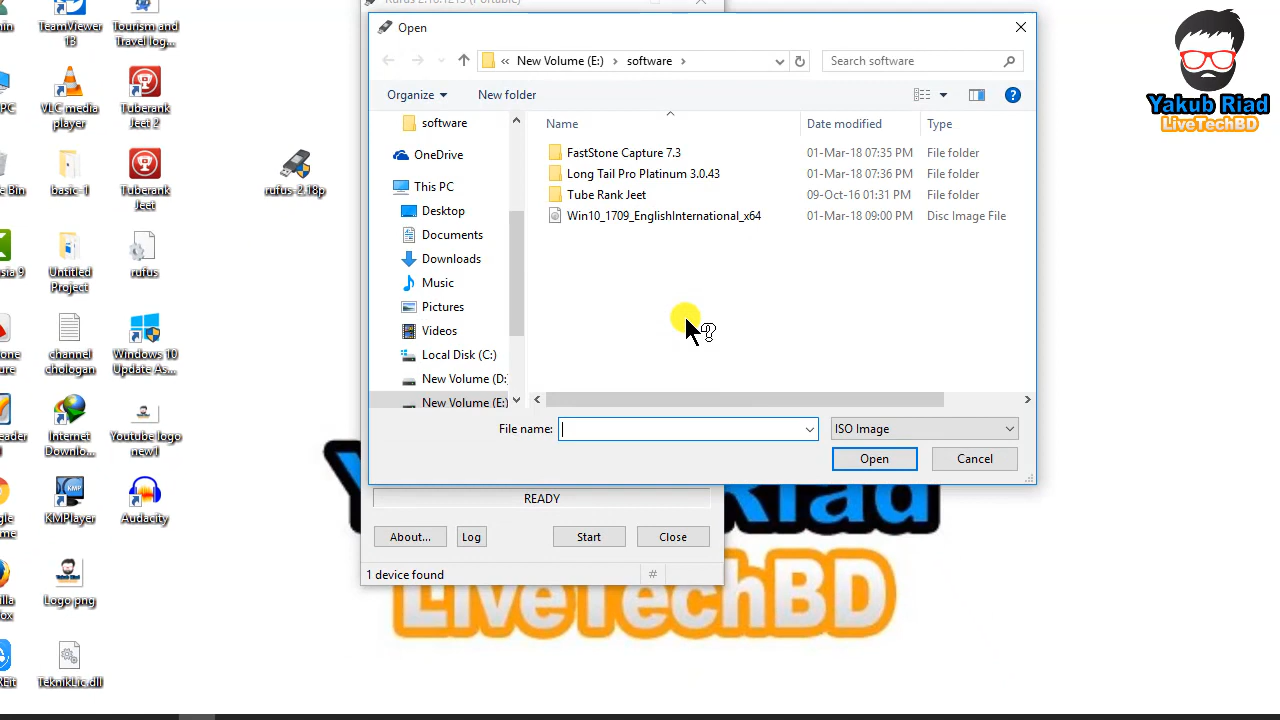 TeamViewer
13
Tourism and
Travel log...
PC
VLC media
player
Tuberank
Jeet 2
e Bin
basic-1
Tuberank
Jeet
rufus-2.18p
sia 9
Untitled
Project
rufus
channel
chologan
Windows 10
Update As...
Internet
Downlo...
Youtube logo
new1
KMPlayer
Audacity
Logo png
TeknikLic.dll
Open
New Volume (E:)
software
Search software
Organize
New folder
software
OneDrive
This PC
Desktop
Documents
Downloads
Music
Pictures
Videos
Local Disk (C:)
New Volume (D:
New Volume (E:)
Name
Date modified
Type
FastStone Capture 7.3
01-Mar-18 07:35 PM
File folder
Long Tail Pro Platinum 3.0.43
01-Mar-18 07:36 PM
File folder
Tube Rank Jeet
09-Oct-16 01:31 PM
File folder
Win10_1709_EnglishInternational_x64
01-Mar-18 09:00 PM
Disc Image File
File name:
ISO Image
Open
Cancel
READY
About...
Log
Start
Close
1 device found
#
LiveTechBD
Yakub Riad
LiveTechBD